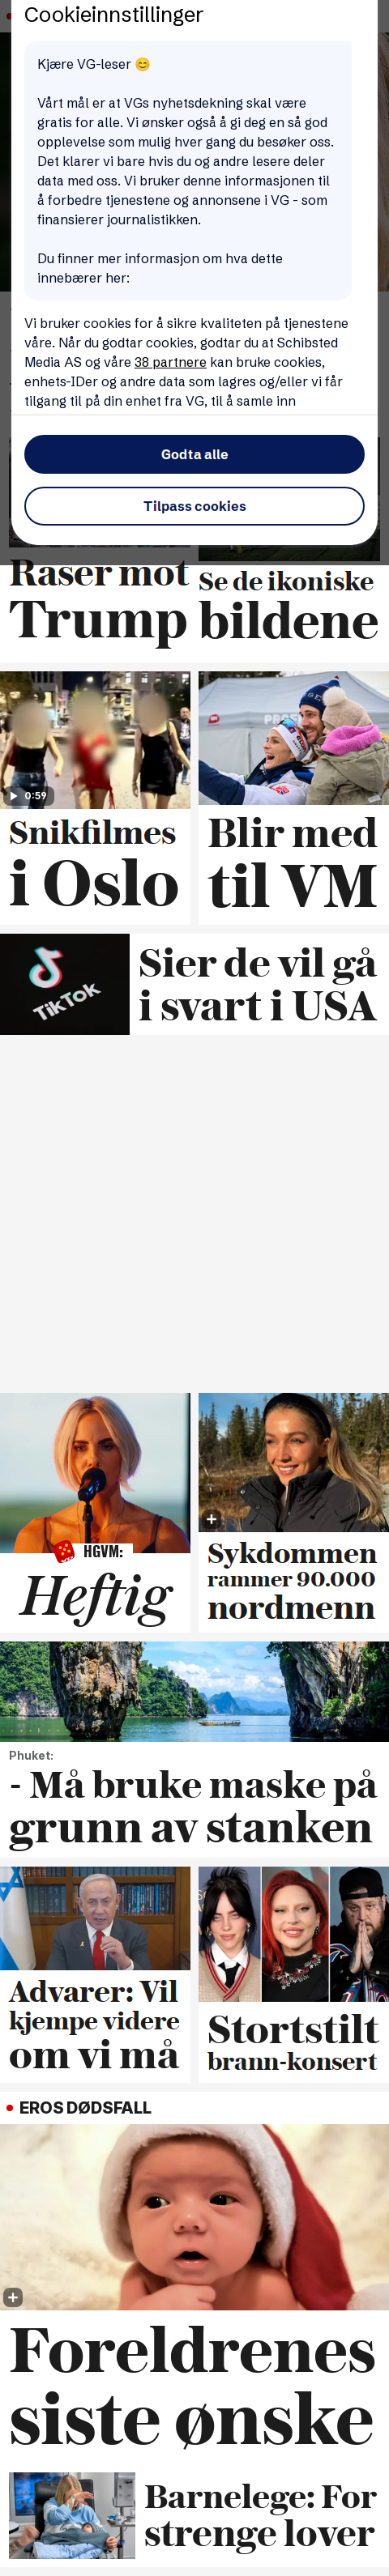 Cookieinnstillinger
Kjære VG-leser 😊
Vårt mål er at VGs nyhetsdekning skal være
gratis for alle. Vi ønsker også å gi deg en så god
opplevelse som mulig hver gang du besøker oss.
Det klarer vi bare hvis du og andre lesere deler
data med oss. Vi bruker denne informasjonen til
å forbedre tjenestene og annonsene i VG - som
finansierer journalistikken.
Du finner mer informasjon om hva dette
innebærer her:
Vi bruker cookies for å sikre kvaliteten på tjenestene
våre. Når du godtar cookies, godtar du at Schibsted
Media AS og våre 38 partnere kan bruke cookies,
enhets-IDer og andre data som lagres og/eller vi får
tilgang til på din enhet fra VG, til å samle inn
Godta alle
Tilpass cookies
Raser mot
Trump
Se de ikoniske
bildene
0:59
Snikfilmes
i Oslo
Blir med
til VM
TikTok
Sier de vil gå
i svart i USA
HGVM:
Heftig
Sykdommen
rammer 90.000
nordmenn
Phuket:
- Må bruke maske på
grunn av stanken
Advarer: Vil
kjempe videre
om vi må
Stortstilt
brann-konsert
EROS DØDSFALL
Foreldrenes
siste ønske
Barnelege: For
strenge lover